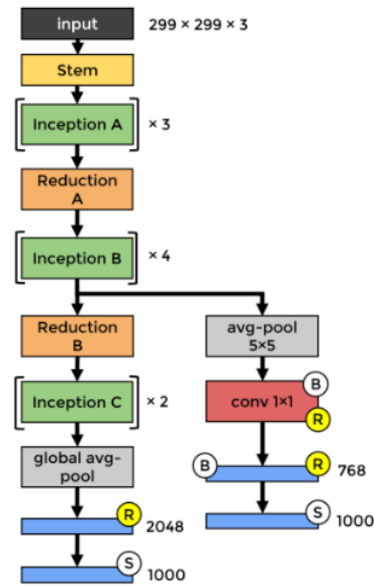 input
299 × 299 × 3
Stem
Inception A
× 3
Reduction
A
Inception B
× 4
Reduction
B
avg-pool
5×5
Inception C
× 2
conv 1×1
B
R
global avg-
pool
B
R
768
R
2048
S
1000
S
1000